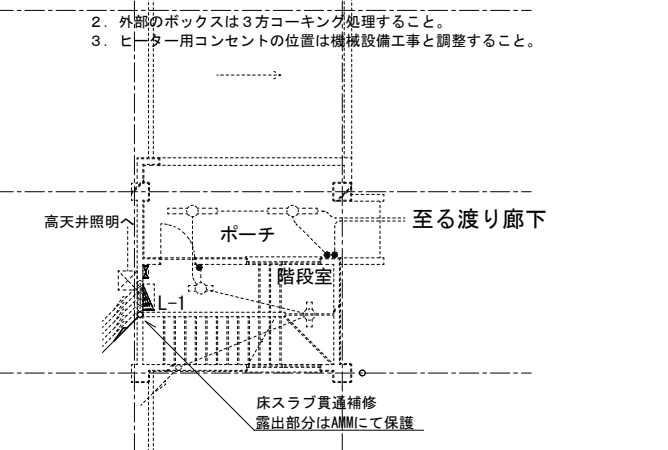 2. 外部のボックスは3方コーキング処理すること。
3. ヒーター用コンセントの位置は機械設備工事と調整すること。
高天井照明へ
ポーチ
至る渡り廊下
階段室
L-1
床スラブ貫通補修
露出部分はAMMにて保護